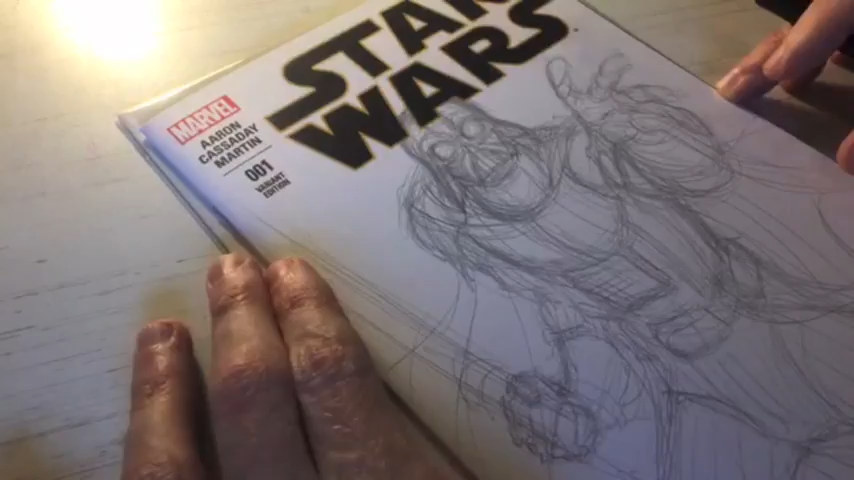 STAR
WARS
MARVEL
AARON
CASSADAY
MARTIN
001
VARIANT
EDITION